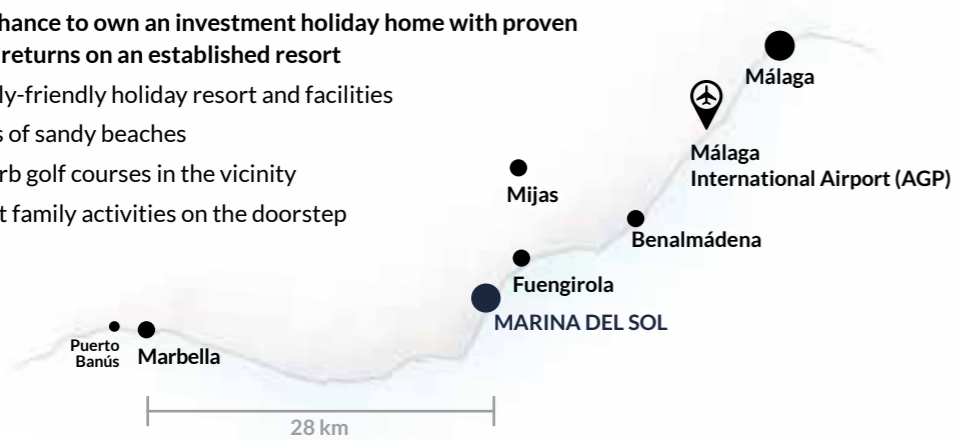 hance to own an investment holiday home with proven
returns on an established resort
ly-friendly holiday resort and facilities
s of sandy beaches
rb golf courses in the vicinity
t family activities on the doorstep
Málaga
Málaga
International Airport (AGP)
Mijas
Benalmádena
Fuengirola
MARINA DEL SOL
Puerto
Banús
Marbella
28 km